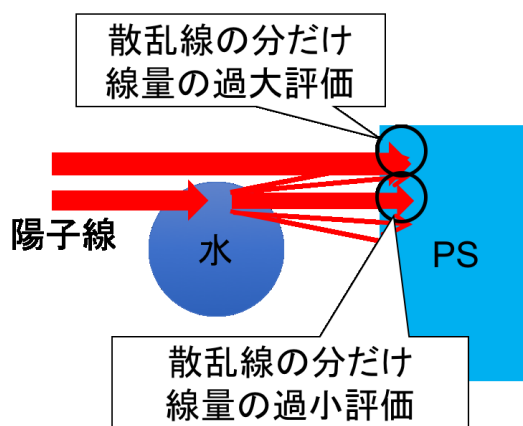 散乱線の分だけ
線量の過大評価
陽子線
水
PS
散乱線の分だけ
線量の過小評価